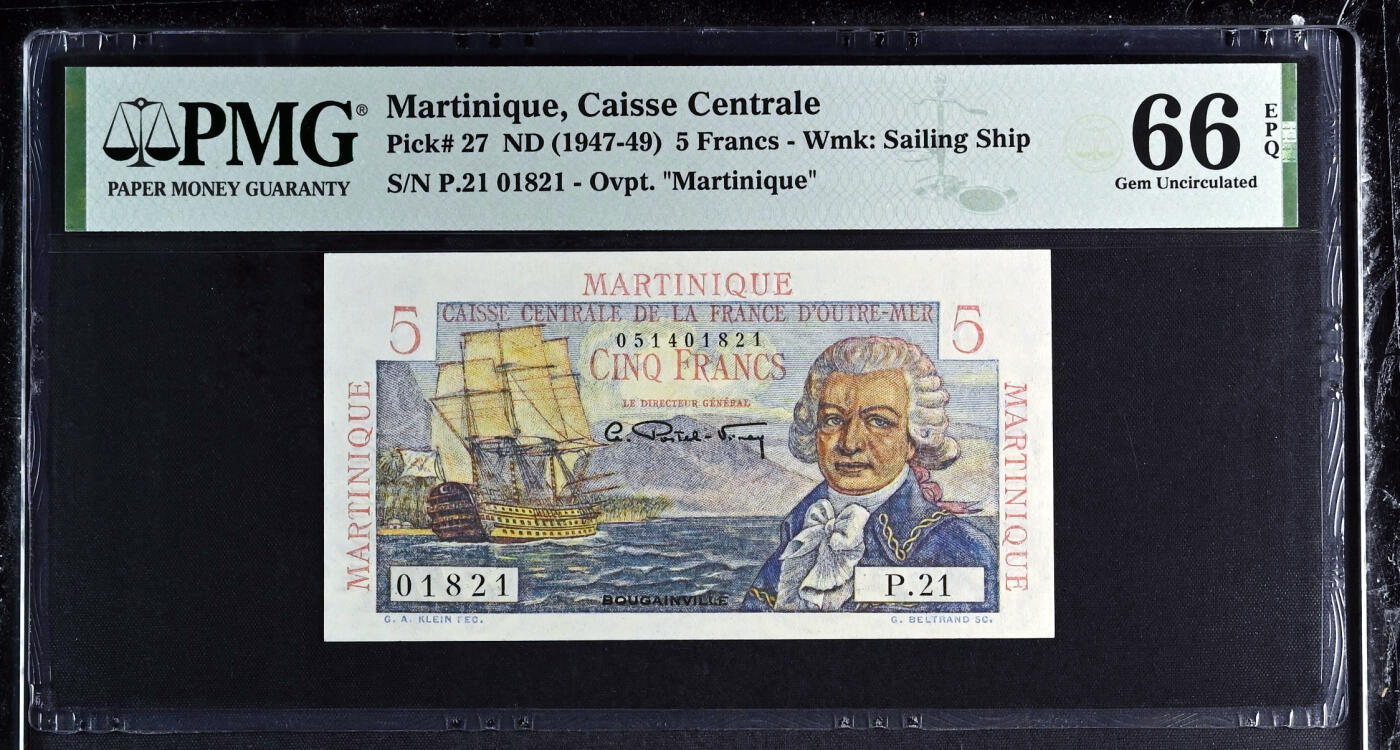 PMG®
PAPER MONEY GUARANTY
Martinique, Caisse Centrale
Pick# 27 ND (1947-49) 5 Francs - Wmk: Sailing Ship
S/N P.21 01821 - Ovpt. "Martinique"
66
EPQ
Gem Uncirculated
MARTINIQUE
5
CAISSE CENTRALE DE LA FRANCE D'OUTRE-MER
5
051401821
CINQ FRANCS
LE DIRECTEUR GÉNÉRAL
MARTINIQUE
MARTINIQUE
01821
P.21
BOUGAINVILLE
G. A. KLEIN FEC.
G. BELTRAND SC.